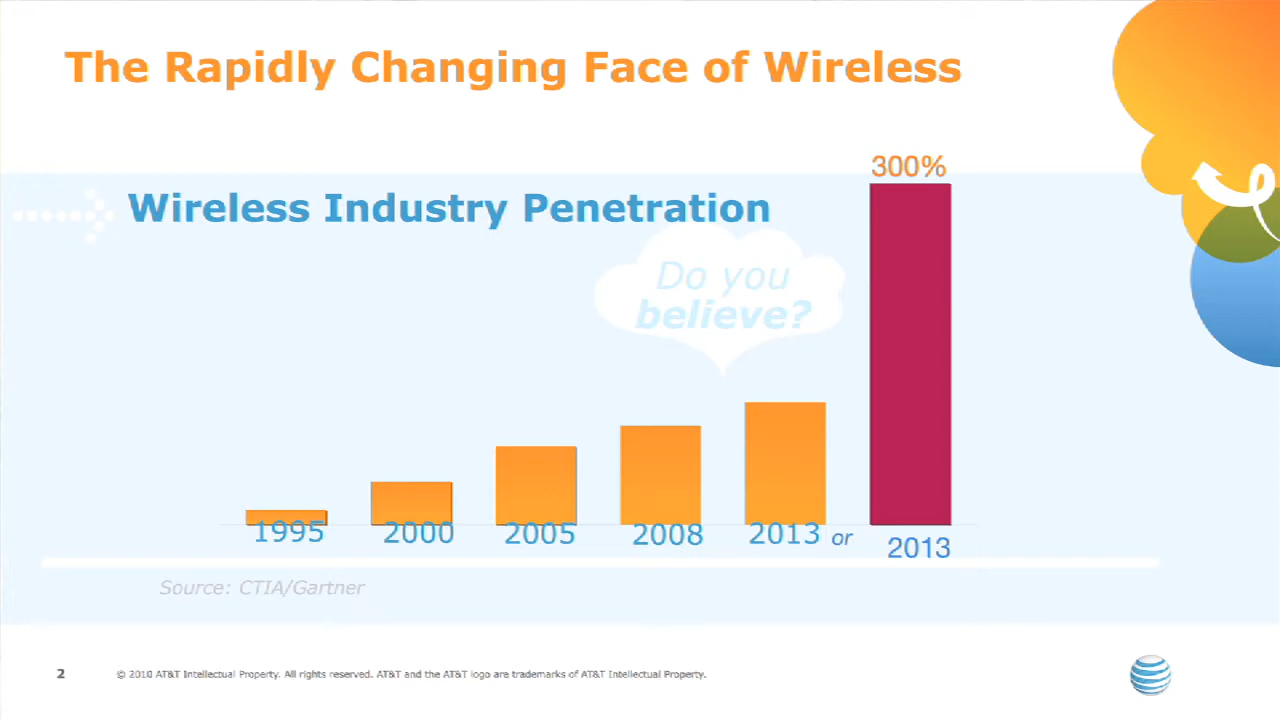 The Rapidly Changing Face of Wireless
300%
Wireless Industry Penetration
Do you
believe?
1995 2000 2005 2008 2013 or 2013
Source: CTIA/Gartner
2 © 2010 AT&T Intellectual Property. All rights reserved. AT&T and the AT&T logo are trademarks of AT&T Intellectual Property.